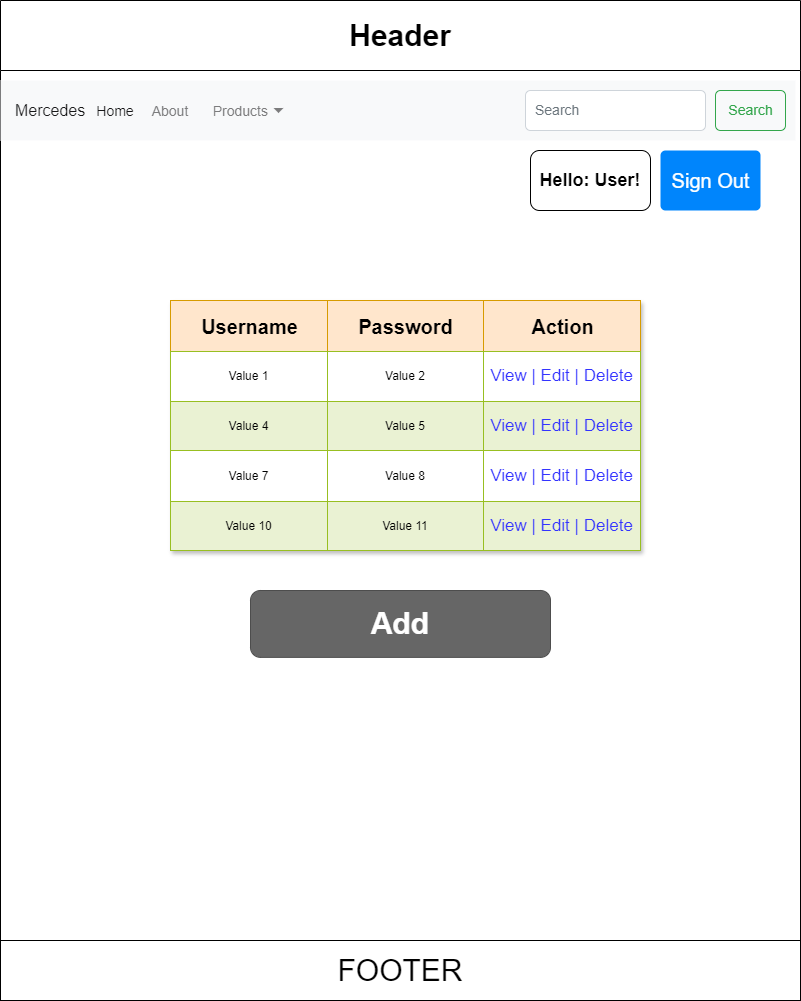 Header
Mercedes Home About Products Search Search
Hello: User! Sign Out
Username Password Action
Value 1 Value 2 View | Edit | Delete
Value 4 Value 5 View | Edit | Delete
Value 7 Value 8 View | Edit | Delete
Value 10 Value 11 View | Edit | Delete
Add
FOOTER